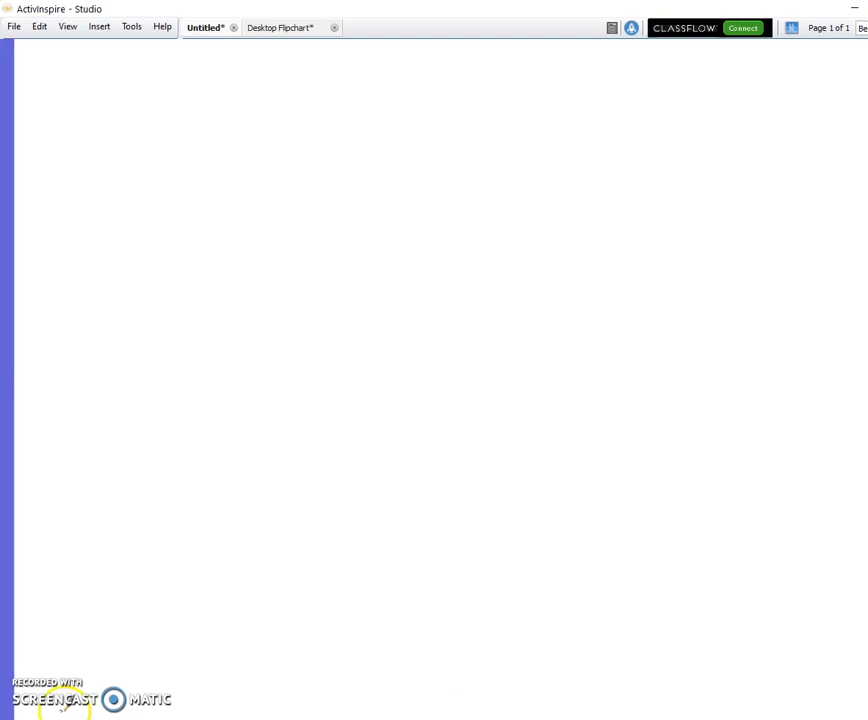 ActivInspire - Studio
File Edit View Insert Tools Help Untitled* Desktop Flipchart* CLASSFLOW Connect Page 1 of 1 Be
RECORDED WITH
SCREENCAST MATIC